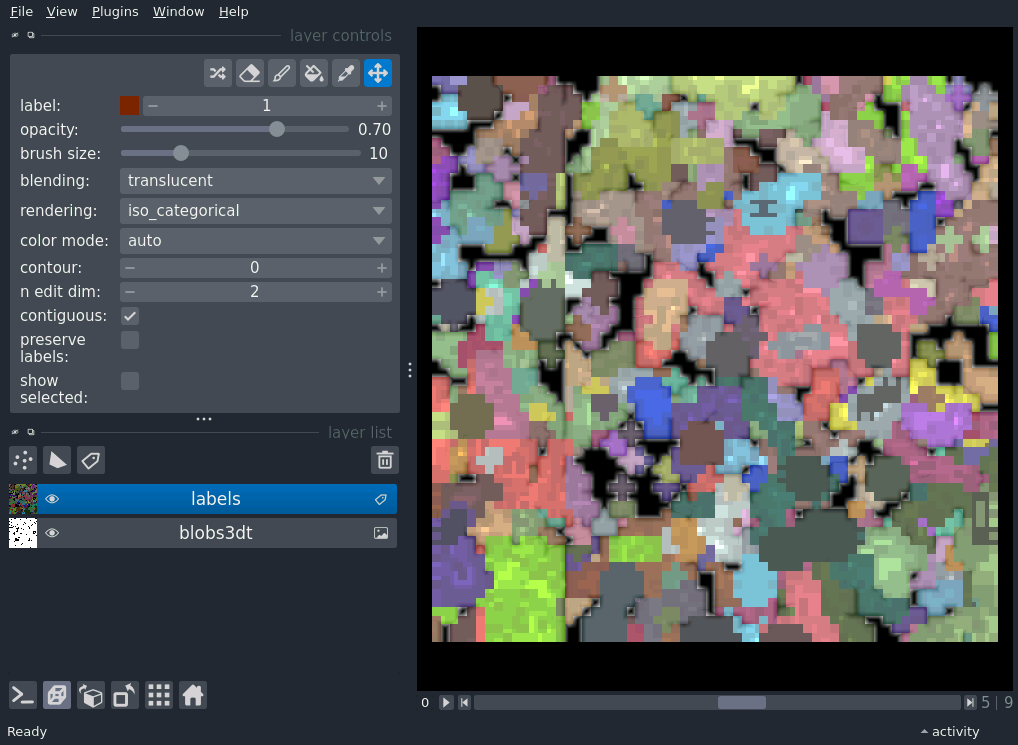 File View Plugins Window Help
layer controls
label: 1
opacity: 0.70
brush size: 10
blending: translucent
rendering: iso_categorical
color mode: auto
contour: 0
n edit dim: 2
contiguous:
preserve
labels:
show
selected:
layer list
labels
blobs3dt
0 5 | 9
Ready activity